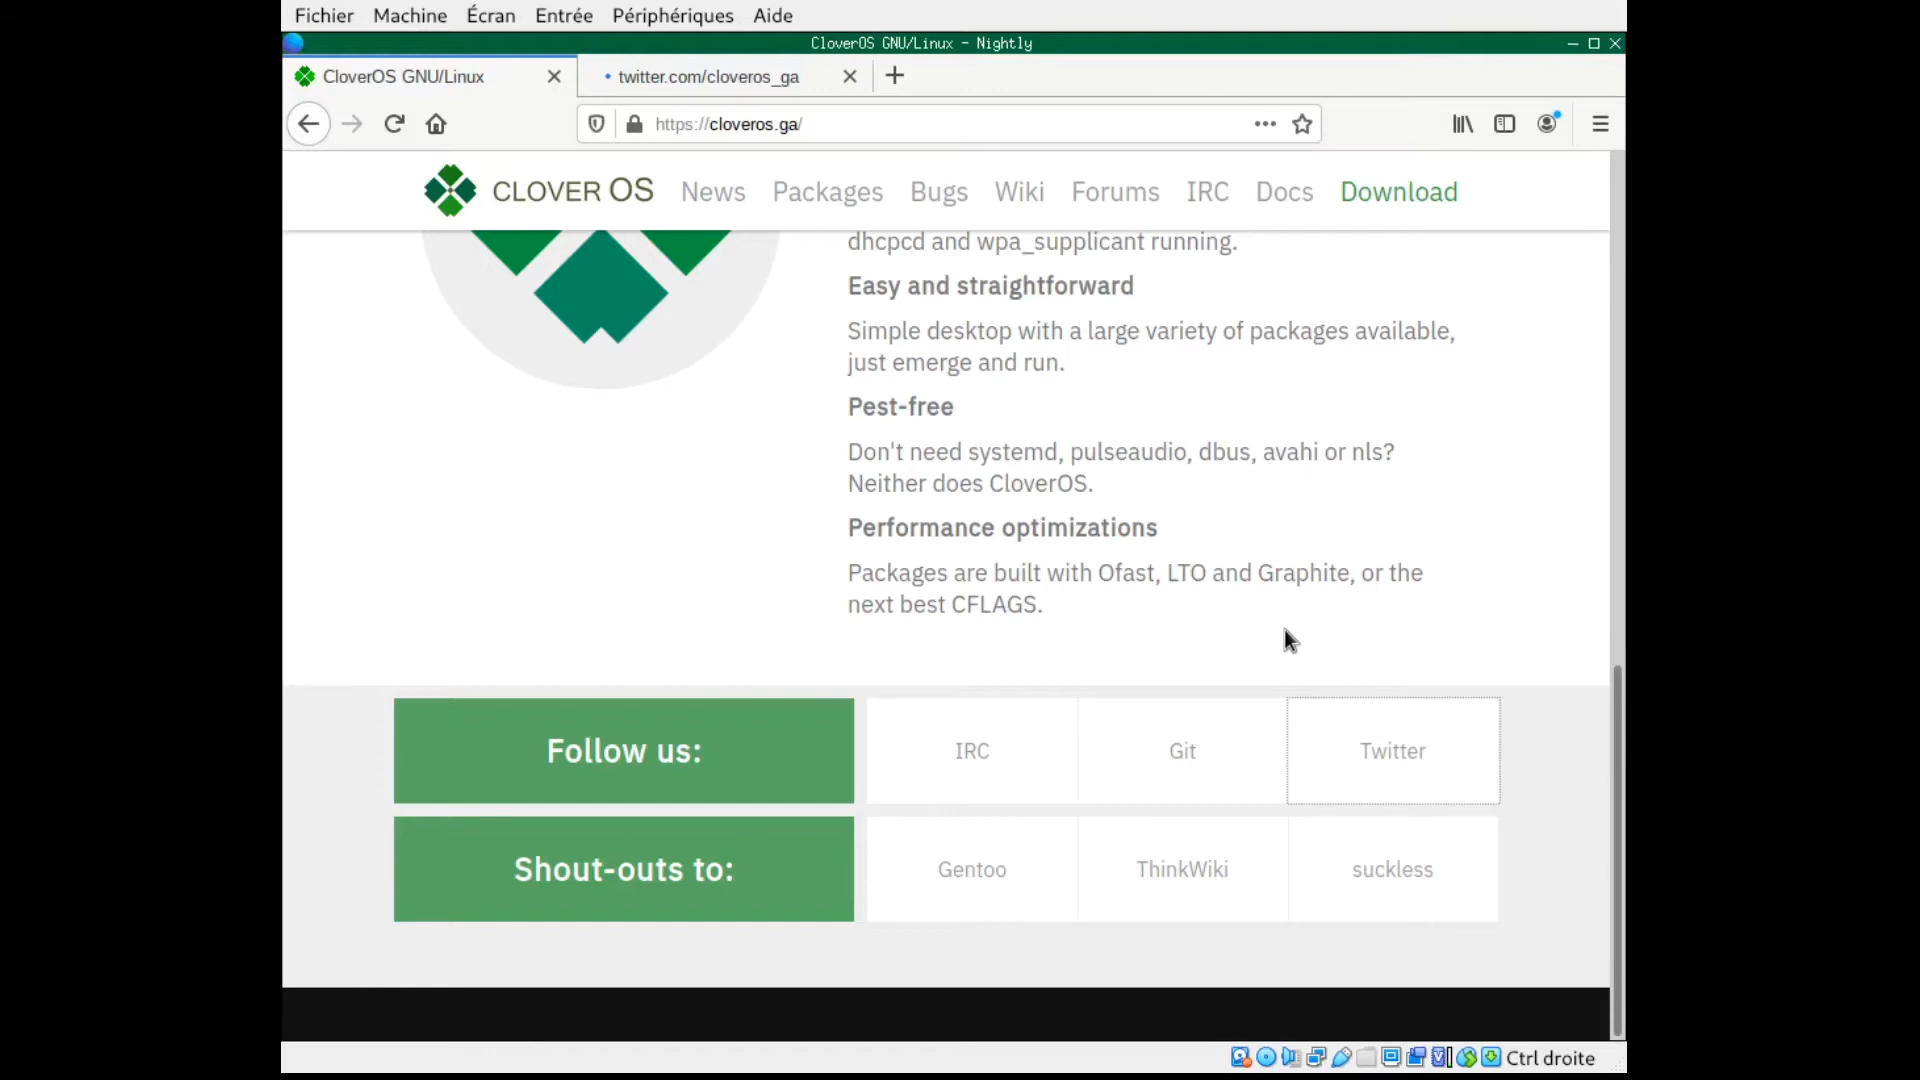 Fichier Machine Écran Entrée Périphériques Aide
CloverOS GNU/Linux - Nightly
CloverOS GNU/Linux
twitter.com/cloveros_ga
https://cloveros.ga/
CLOVER OS News Packages Bugs Wiki Forums IRC Docs Download
dhcpcd and wpa_supplicant running.
Easy and straightforward
Simple desktop with a large variety of packages available,
just emerge and run.
Pest-free
Don't need systemd, pulseaudio, dbus, avahi or nls?
Neither does CloverOS.
Performance optimizations
Packages are built with Ofast, LTO and Graphite, or the
next best CFLAGS.
Follow us: IRC Git Twitter
Shout-outs to: Gentoo ThinkWiki suckless
Ctrl droite